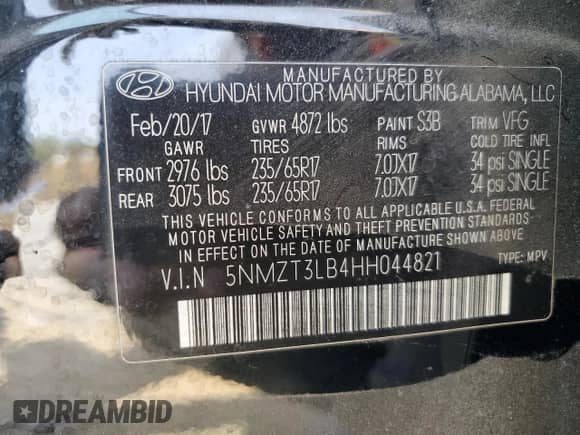 MANUFACTURED BY
HYUNDAI MOTOR MANUFACTURING ALABAMA, LLC
Feb/20/17 GVWR 4872 lbs PAINT S3B TRIM VFG
GAWR TIRES RIMS COLD TIRE INFL
FRONT 2976 lbs 235/65R17 7.0JX17 34 psi SINGLE
REAR 3075 lbs 235/65R17 7.0JX17 34 psi SINGLE
THIS VEHICLE CONFORMS TO ALL APPLICABLE U.S.A. FEDERAL
MOTOR VEHICLE SAFETY AND THEFT PREVENTION STANDARDS
IN EFFECT ON THE DATE OF MANUFACTURE SHOWN ABOVE.
V.I.N 5NMZT3LB4HH044821 TYPE: MPV
DREAMBID